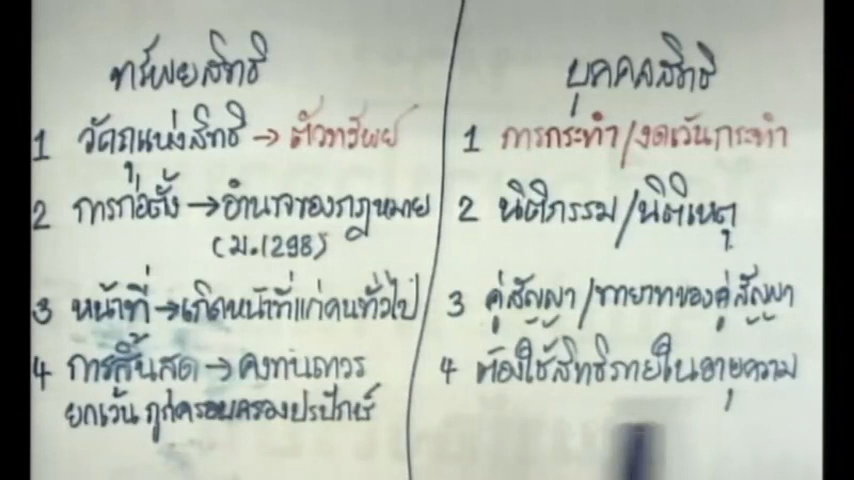 ทรัพยสิทธิ
1 วัตถุแห่งสิทธิ → ตัวทรัพย์
2 การก่อตั้ง → อำนาจของกฎหมาย
(ม.1298)
3 หน้าที่ → เกิดหน้าที่แก่คนทั่วไป
4 การสิ้นสุด → คงทนถาวร
ยกเว้น ถูกครอบครองปรปักษ์
บุคคลสิทธิ
1 การกระทำ/งดเว้นกระทำ
2 นิติกรรม/นิติเหตุ
3 คู่สัญญา/ทายาทของคู่สัญญา
4 ต้องใช้สิทธิภายในอายุความ